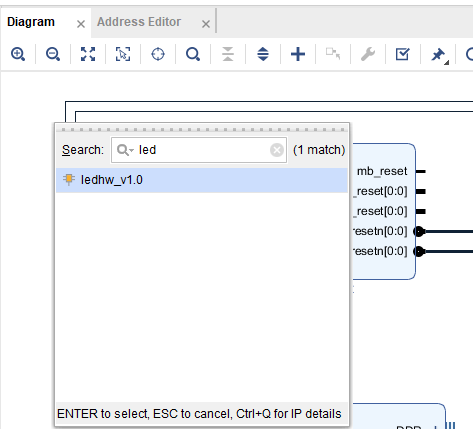 Diagram
Address Editor
Search: led (1 match)
ledhw_v1.0
mb_reset
_reset[0:0]
_reset[0:0]
resetn[0:0]
resetn[0:0]
ENTER to select, ESC to cancel, Ctrl+Q for IP details